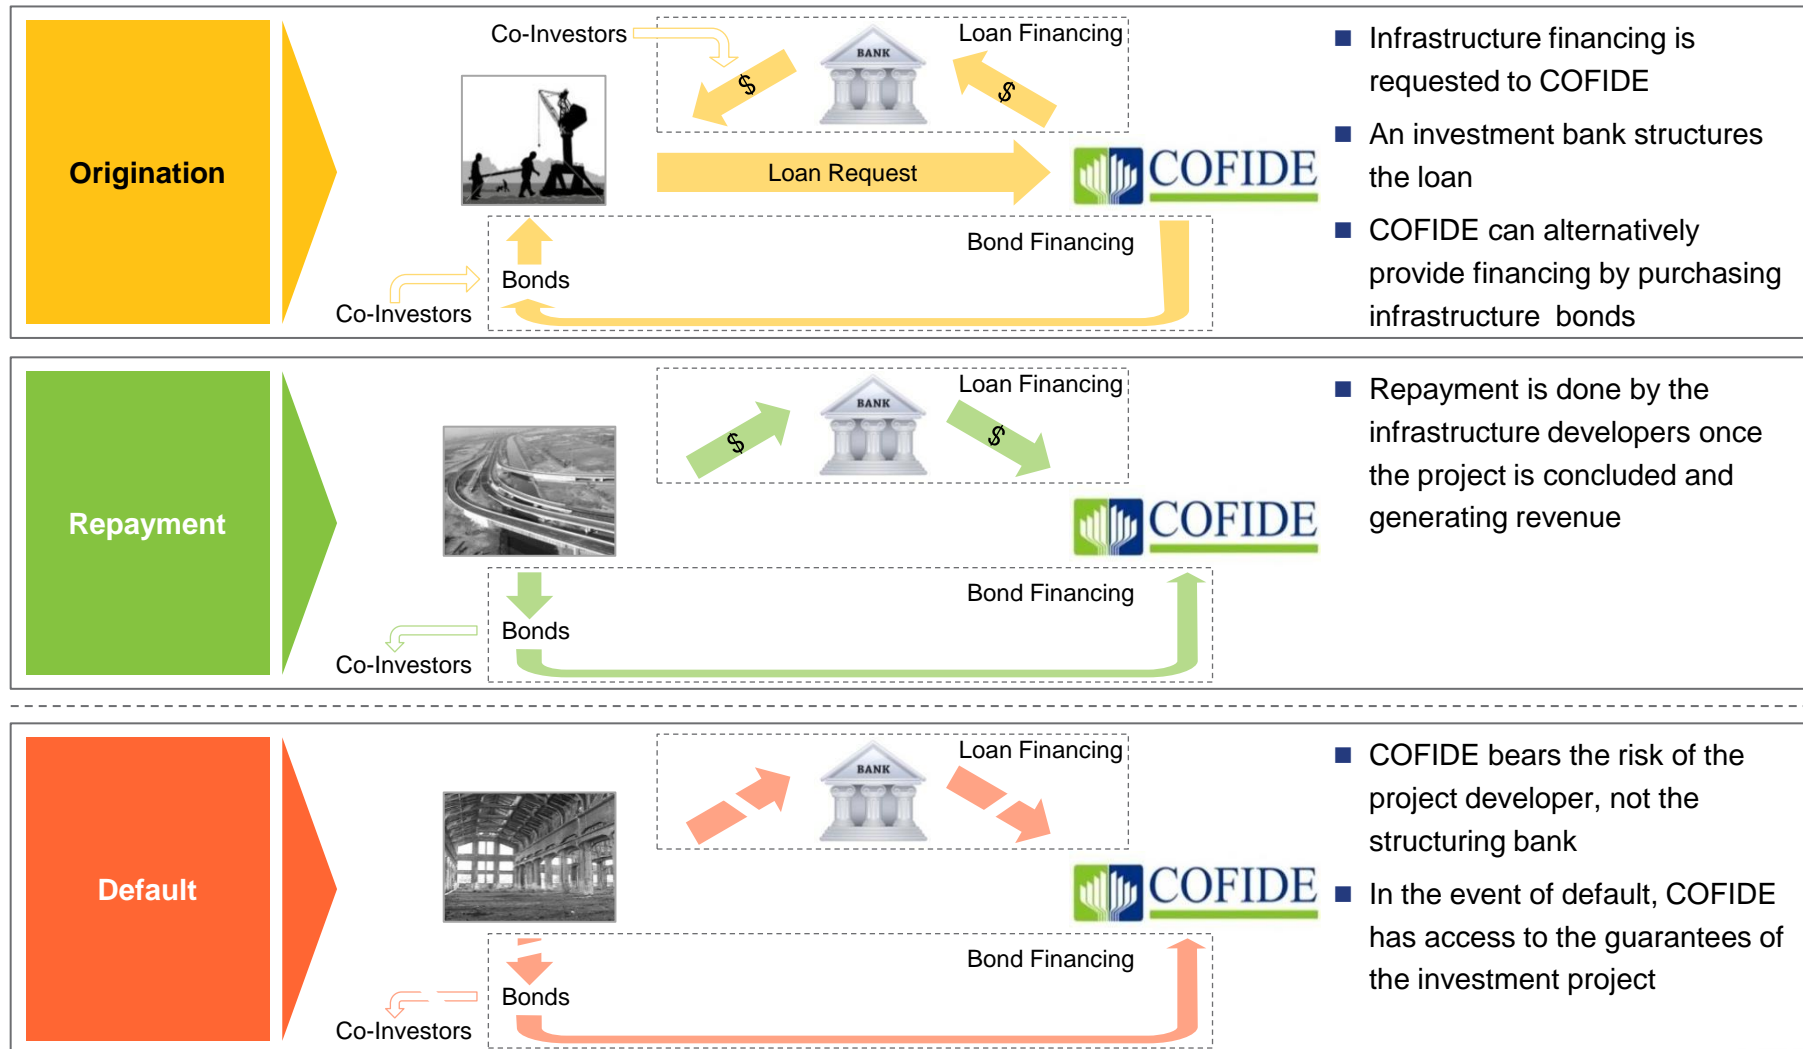 Origination
Co-Investors
Loan Financing
BANK
$
$
Loan Request
COFIDE
Bond Financing
Bonds
Co-Investors
Infrastructure financing is
requested to COFIDE
An investment bank structures
the loan
COFIDE can alternatively
provide financing by purchasing
infrastructure bonds
Repayment
Loan Financing
BANK
$
$
COFIDE
Bond Financing
Bonds
Co-Investors
Repayment is done by the
infrastructure developers once
the project is concluded and
generating revenue
Default
Loan Financing
BANK
COFIDE
Bond Financing
Bonds
Co-Investors
COFIDE bears the risk of the
project developer, not the
structuring bank
In the event of default, COFIDE
has access to the guarantees of
the investment project